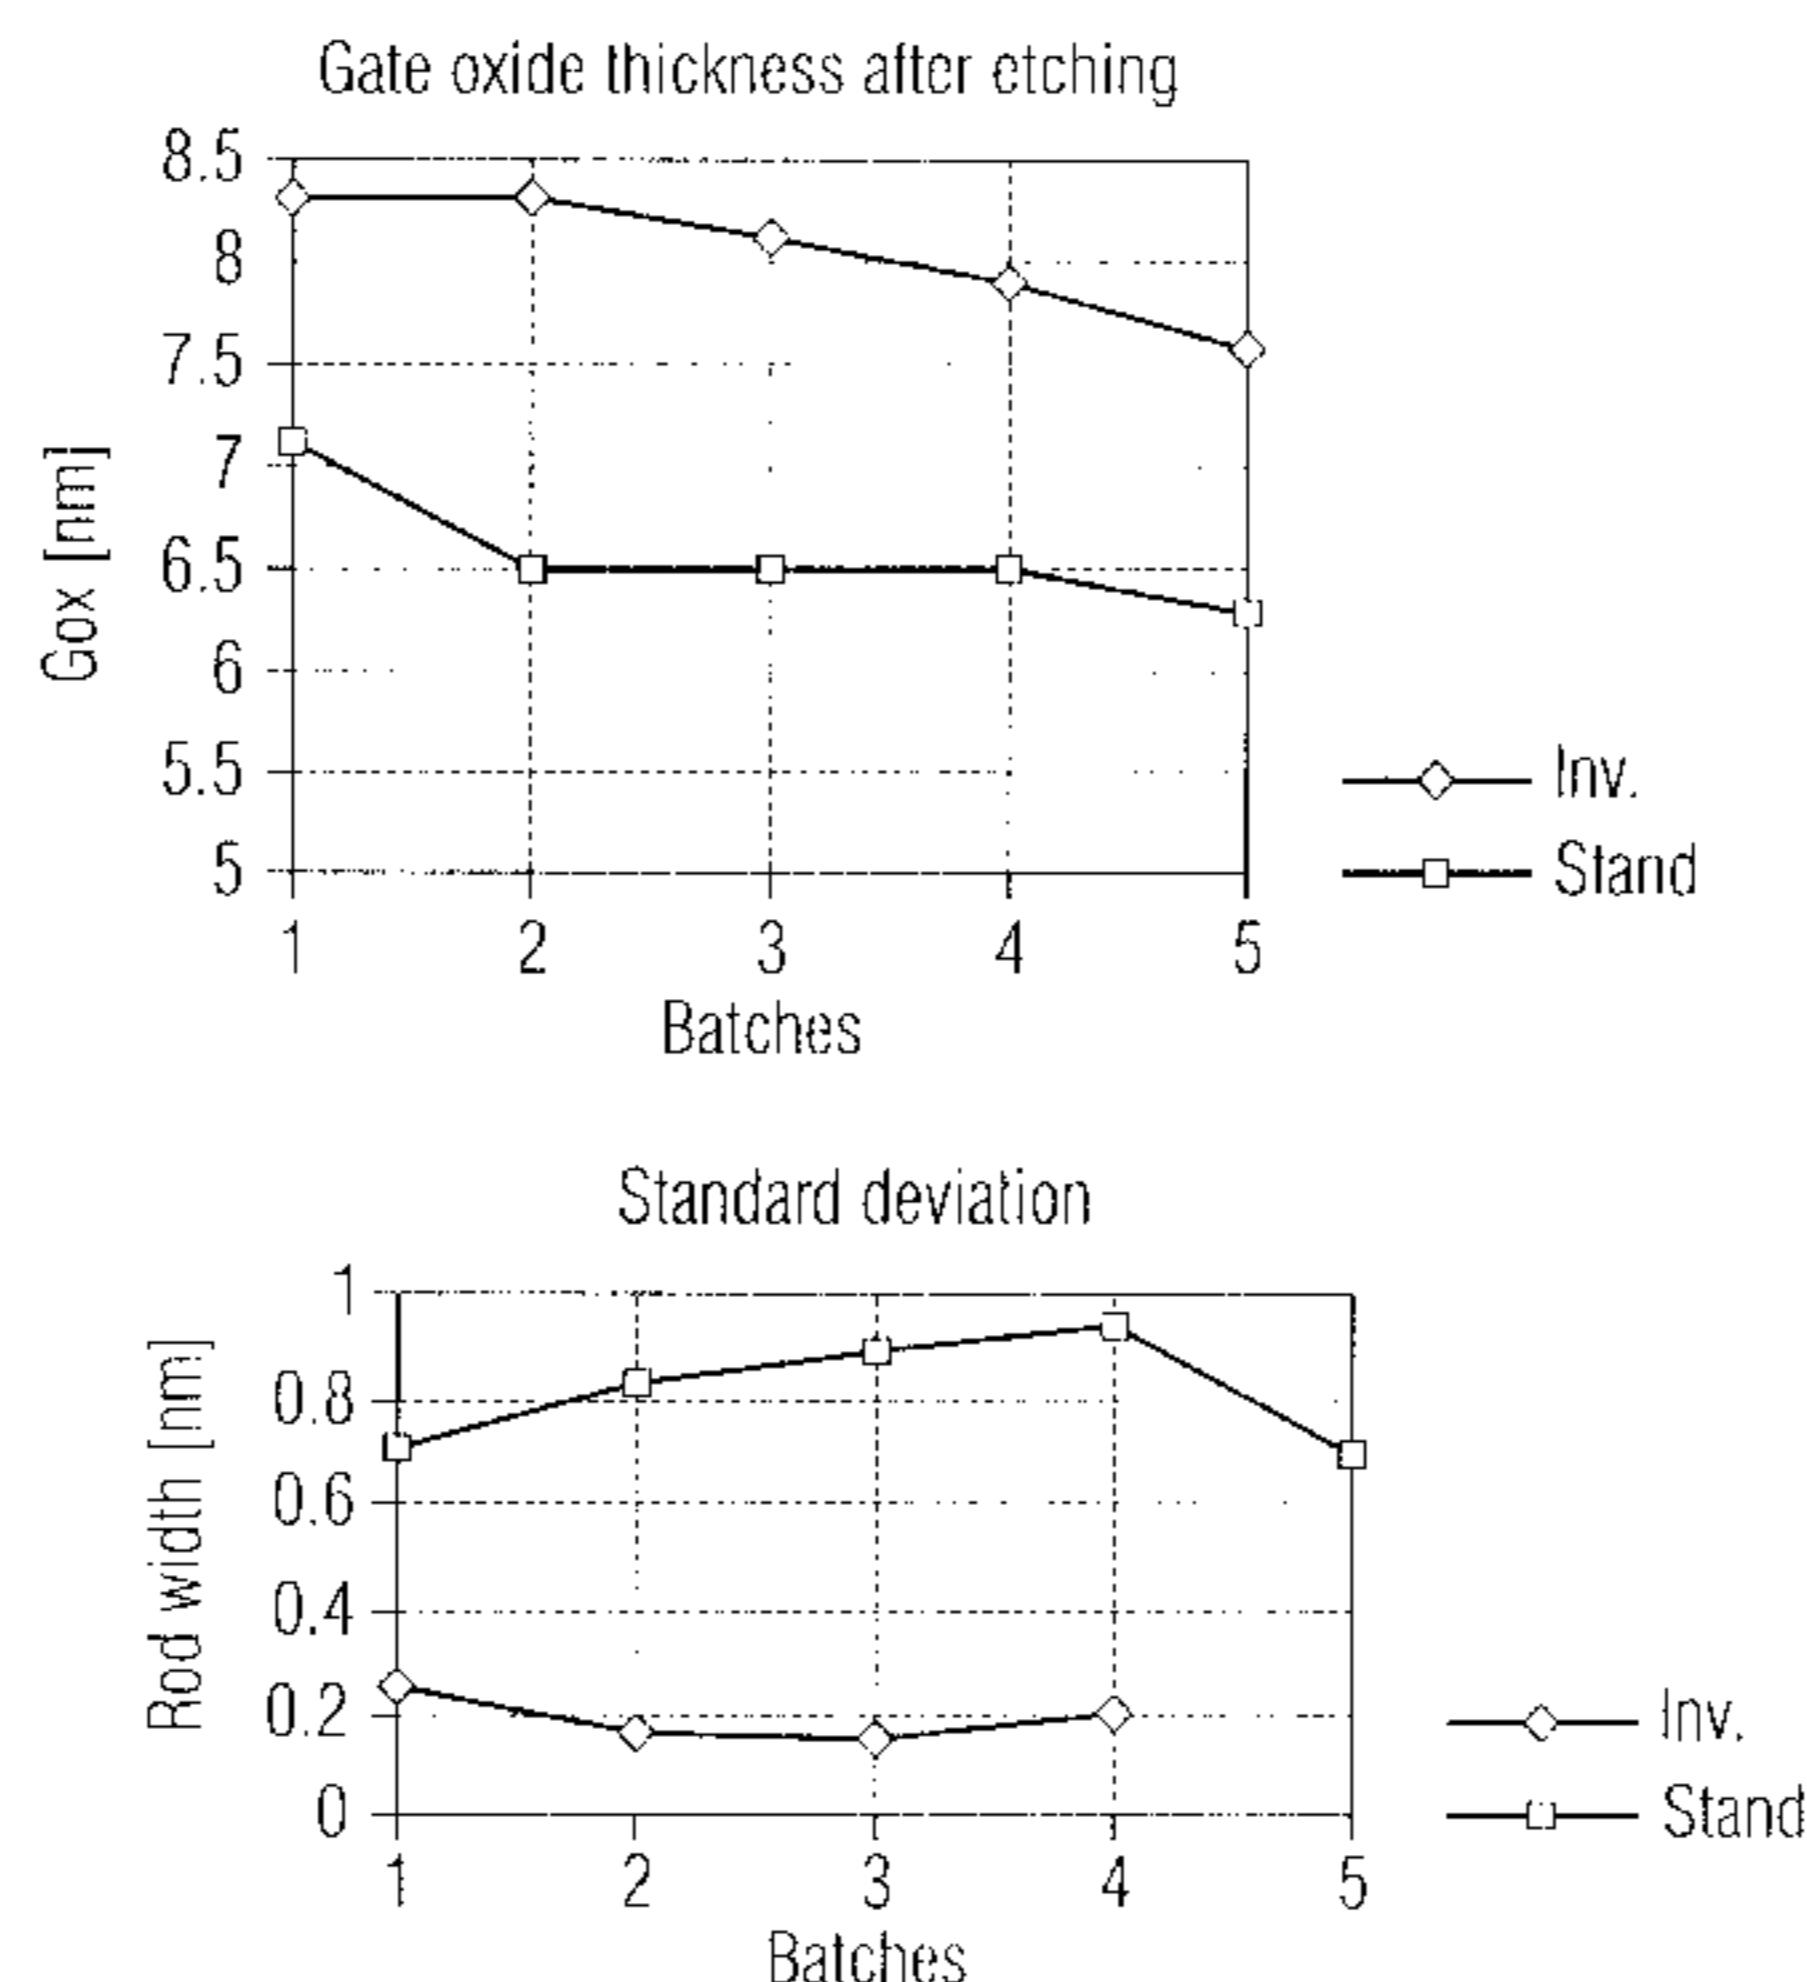 Gate oxide thickness after etching
8.5
8
7.5
7
6.5
6
5.5
5
Gox [nm]
1 2 3 4 5
Batches
Inv.
Stand
Standard deviation
1
0.8
0.6
0.4
0.2
0
Rod width [nm]
1 2 3 4 5
Batches
Inv.
Stand